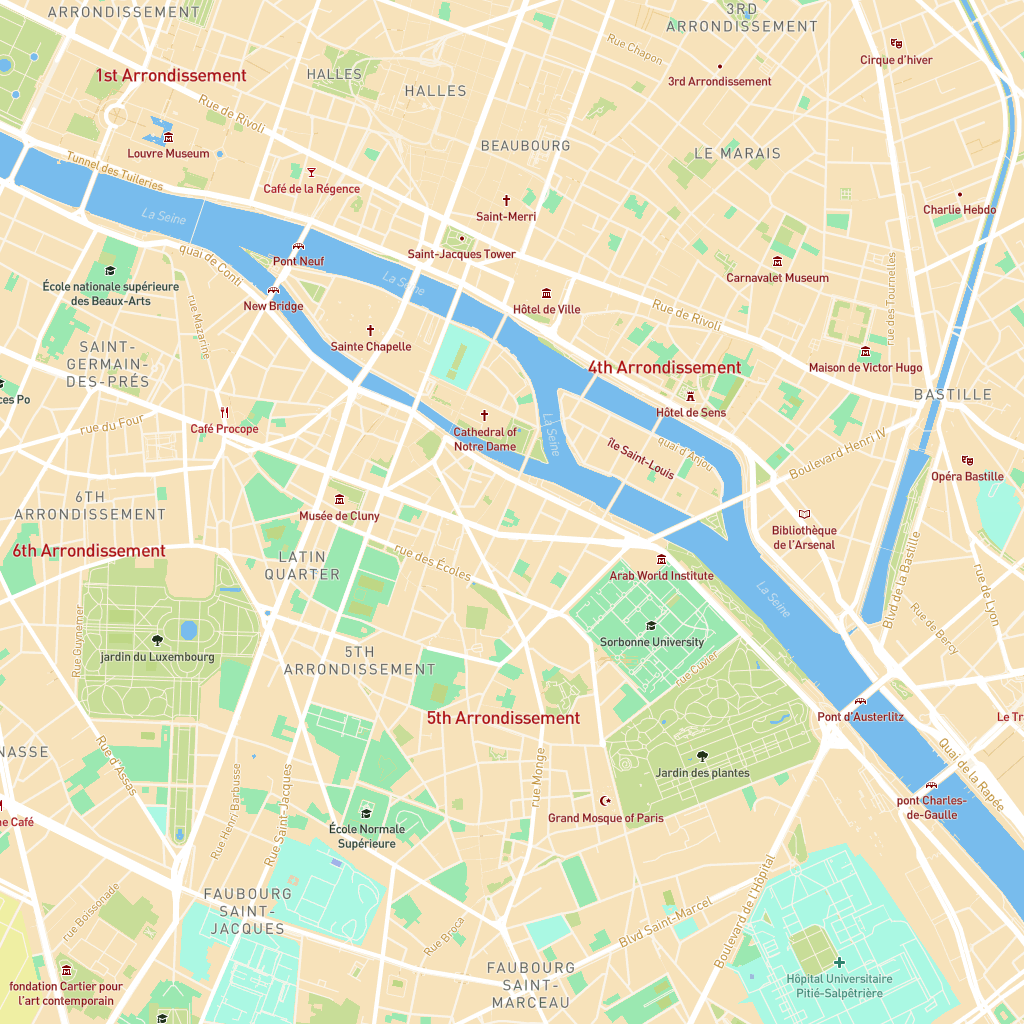 ARRONDISSEMENT
3RD
ARRONDISSEMENT
Rue Chapon
Cirque d'hiver
1st Arrondissement
HALLES
3rd Arrondissement
HALLES
Rue de Rivoli
BEAUBOURG
LE MARAIS
Louvre Museum
Tunnel des Tuileries
Café de la Régence
Charlie Hebdo
La Seine
Saint-Merri
Saint-Jacques Tower
quai de Conti
Pont Neuf
Carnavalet Museum
École nationale supérieure
des Beaux-Arts
La Seine
rue des Tournelles
New Bridge
Hôtel de Ville
Rue de Rivoli
rue Mazarine
Sainte Chapelle
SAINT-
GERMAIN-
DES-PRÉS
4th Arrondissement
Maison de Victor Hugo
ces Po
BASTILLE
Café Procope
rue du Four
Hôtel de Sens
Cathedral of
Notre Dame
La Seine
île Saint-Louis
quai d'Anjou
Boulevard Henri IV
Opéra Bastille
6TH
ARRONDISSEMENT
Musée de Cluny
Bibliothèque
de l'Arsenal
6th Arrondissement
LATIN
QUARTER
rue des Écoles
Arab World Institute
La Seine
Blvd de la Bastille
rue de Lyon
Rue de Bercy
Rue Guynemer
jardin du Luxembourg
Sorbonne University
5TH
ARRONDISSEMENT
rue Cuvier
5th Arrondissement
Pont d'Austerlitz
Le Tr
NASSE
Rue d'Assas
Jardin des plantes
Quai de la Rapée
rue Monge
pont Charles-
de-Gaulle
ne Café
Rue Henri Barbusse
Rue Saint-Jacques
École Normale
Supérieure
Grand Mosque of Paris
FAUBOURG
SAINT-
JACQUES
rue Boissonade
Rue Broca
Blvd Saint-Marcel
Boulevard de l'Hôpital
fondation Cartier pour
l'art contemporain
FAUBOURG
SAINT-
MARCEAU
Hôpital Universitaire
Pitié-Salpêtrière